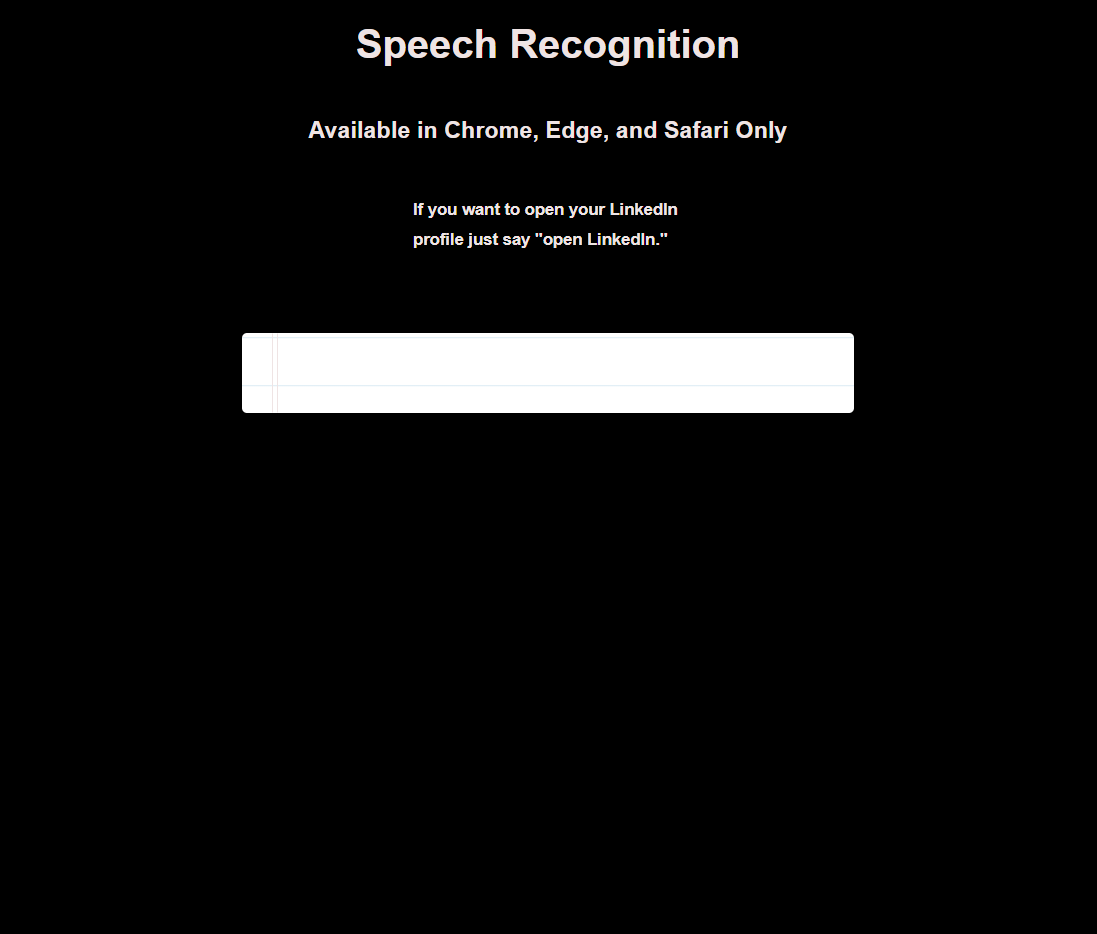 Speech Recognition
Available in Chrome, Edge, and Safari Only
If you want to open your LinkedIn
profile just say "open LinkedIn."